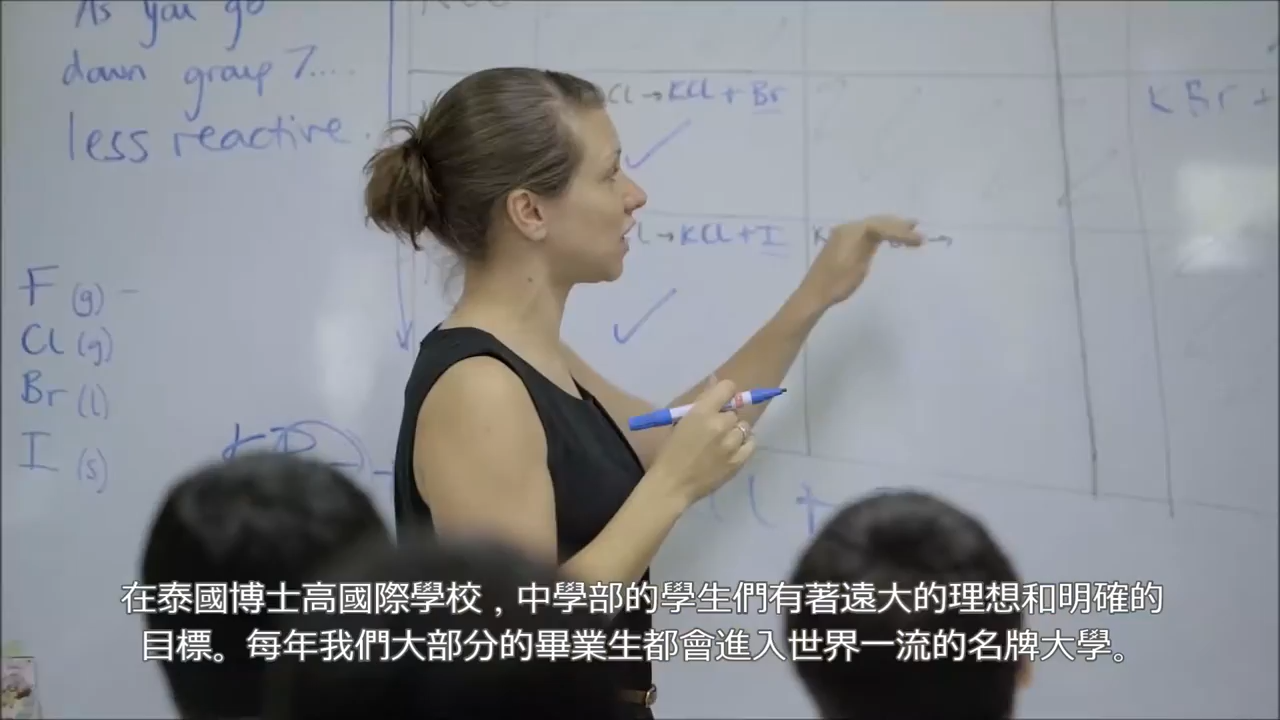 As you go
down group 7....
less reactive.
Cl → KCl + Br
KBr +
l → KCl + I
F (g) –
Cl (g)
Br (l)
I (s)
在泰國博士高國際學校，中學部的學生們有著遠大的理想和明確的
目標。每年我們大部分的畢業生都會進入世界一流的名牌大學。